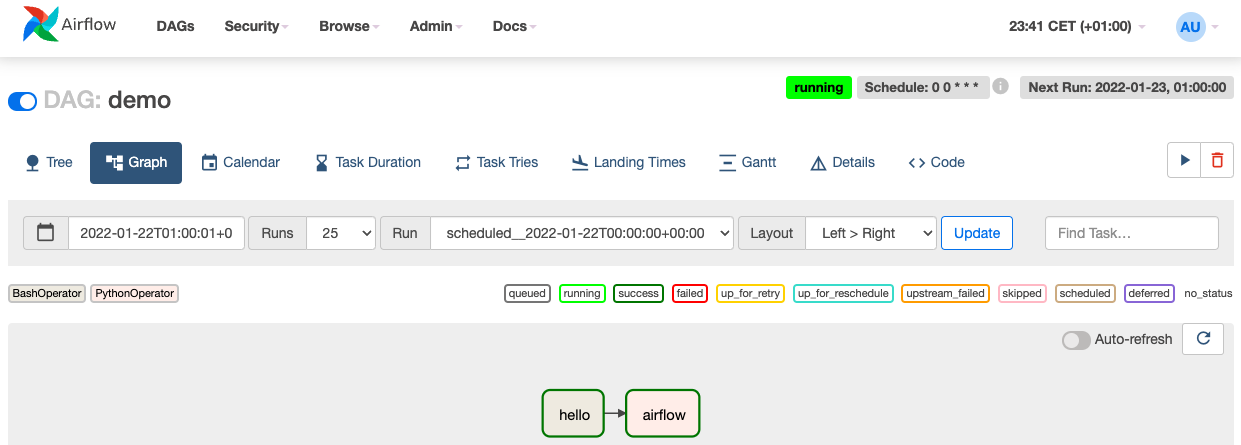 Airflow DAGs Security Browse Admin Docs 23:41 CET (+01:00) AU
running Schedule: 0 0 * * * Next Run: 2022-01-23, 01:00:00
DAG: demo
Tree Graph Calendar Task Duration Task Tries Landing Times Gantt Details Code
2022-01-22T01:00:01+0 Runs 25 Run scheduled__2022-01-22T00:00:00+00:00 Layout Left > Right Update Find Task...
BashOperator PythonOperator queued running success failed up_for_retry up_for_reschedule upstream_failed skipped scheduled deferred no_status
Auto-refresh
hello airflow